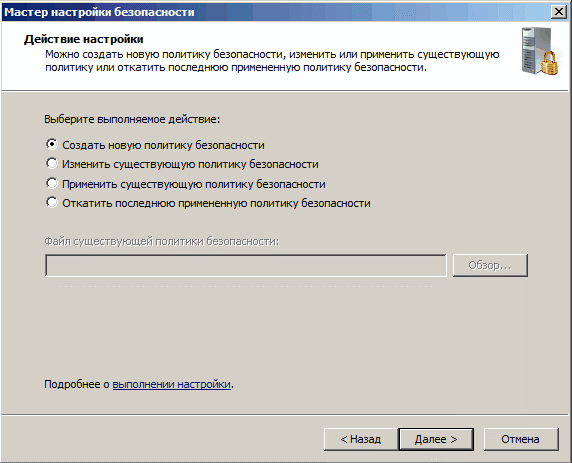 Мастер настройки безопасности
Действие настройки
Можно создать новую политику безопасности, изменить или применить существующую
политику или откатить последнюю примененную политику безопасности.
Выберите выполняемое действие:
Создать новую политику безопасности
Изменить существующую политику безопасности
Применить существующую политику безопасности
Откатить последнюю примененную политику безопасности
Файл существующей политики безопасности:
Обзор...
Подробнее о выполнении настройки.
< Назад
Далее >
Отмена